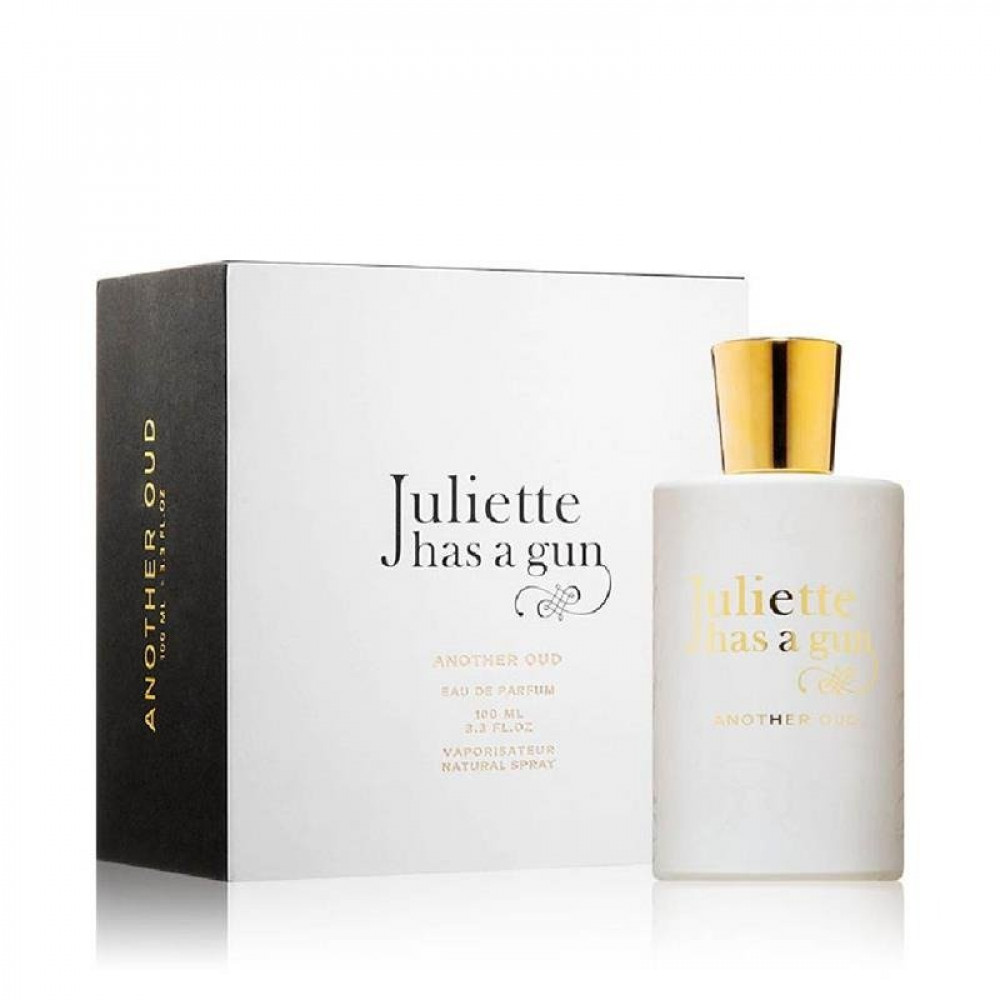 ANOTHER OUD
100 ML - 3.3 FL.OZ
Juliette
has a gun
ANOTHER OUD
EAU DE PARFUM
100 ML
3.3 FL.OZ
VAPORISATEUR
NATURAL SPRAY
Juliette
has a gun
ANOTHER OUD